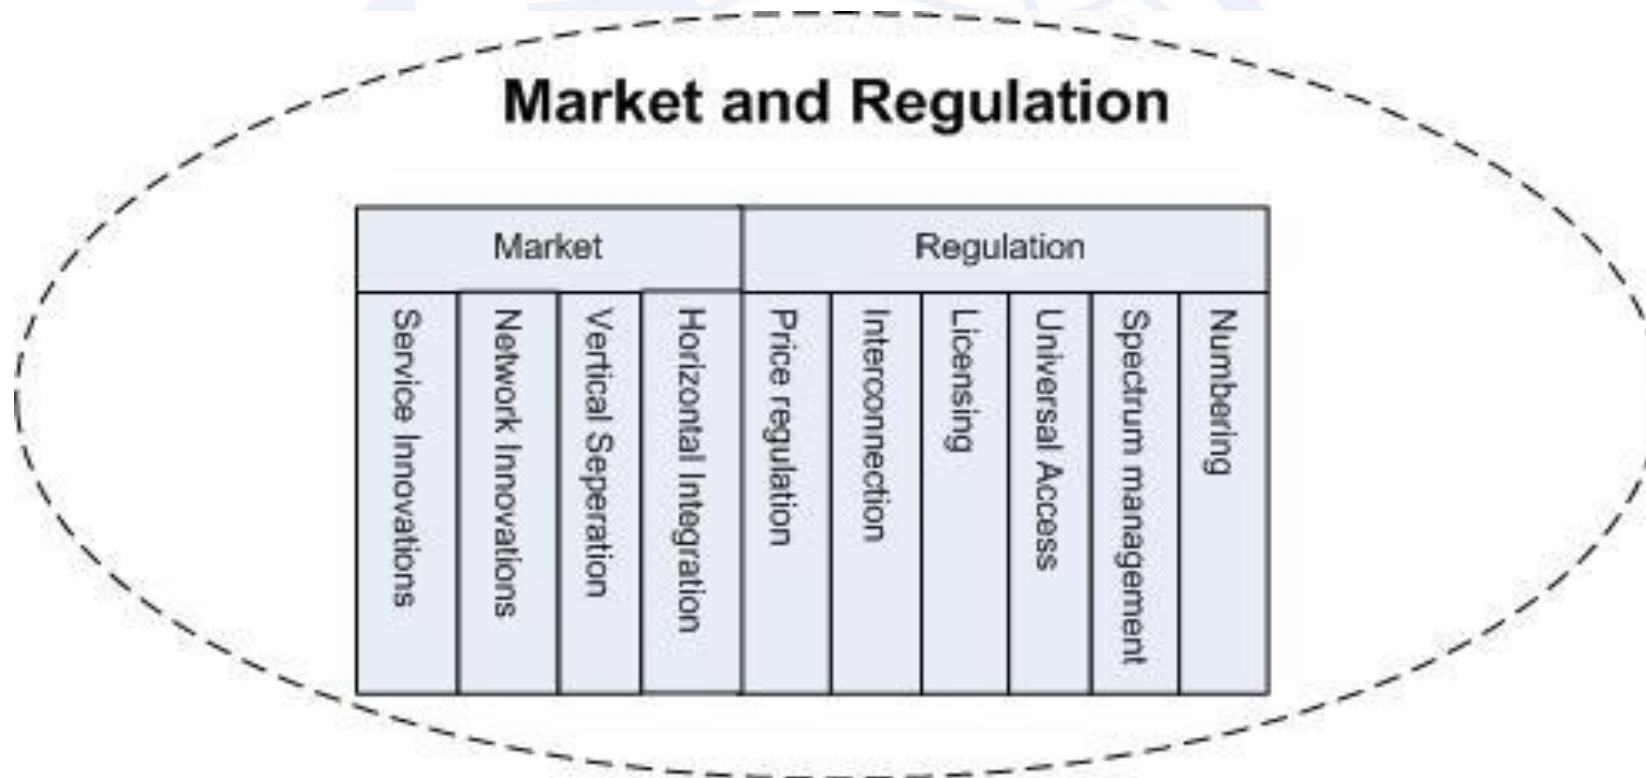 Market and Regulation
Market
Regulation
Service Innovations
Network Innovations
Vertical Seperation
Horizontal Integration
Price regulation
Interconnection
Licensing
Universal Access
Spectrum management
Numbering